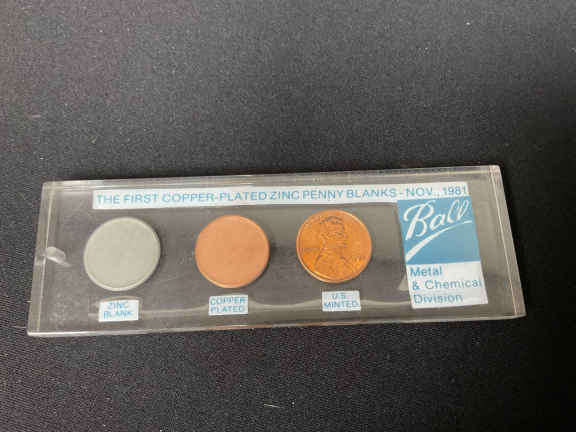 THE FIRST COPPER-PLATED ZINC PENNY BLANKS - NOV., 1981
Ball
Metal
& Chemical
Division
ZINC
BLANK
COPPER
PLATED
U.S.
MINTED